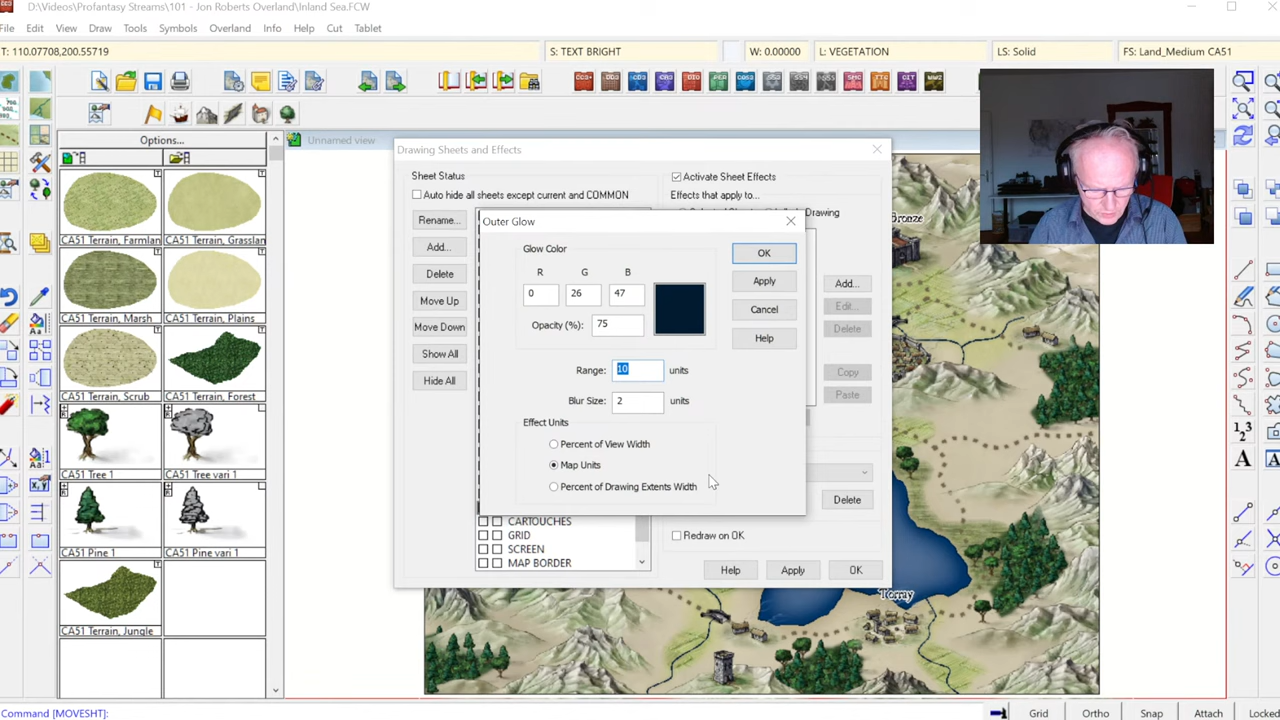 D:\Videos\Profantasy Streams\101 - Jon Roberts Overland\Inland Sea.FCW
File Edit View Draw Tools Symbols Overland Info Help Cut Tablet
T: 110.07708,200.55719 S: TEXT BRIGHT W: 0.00000 L: VEGETATION LS: Solid FS: Land_Medium CA51
Options...
Unnamed view
CA51 Terrain, Farmlan
CA51 Terrain, Grasslan
CA51 Terrain, Marsh
CA51 Terrain, Plains
CA51 Terrain, Scrub
CA51 Terrain, Forest
Tree 1
Tree vari 1
Pine 1
Pine vari 1
CA51 Terrain, Jungle
Drawing Sheets and Effects
Sheet Status
Auto hide all sheets except current and COMMON
Rename...
Add...
Delete
Move Up
Move Down
Show All
Hide All
Activate Sheet Effects
Effects that apply to...
Drawing
Outer Glow
Glow Color
R G B
0 26 47
Opacity (%): 75
Range: 10 units
Blur Size: 2 units
Effect Units
Percent of View Width
Map Units
Percent of Drawing Extents Width
OK
Apply
Cancel
Help
Add...
Edit...
Delete
Copy
Paste
Delete
CARTOUCHES
GRID
SCREEN
MAP BORDER
Redraw on OK
Help Apply OK
Bronze
Torray
1,2
3
A
Command [MOVESHT]:
Grid Ortho Snap Attach Locked